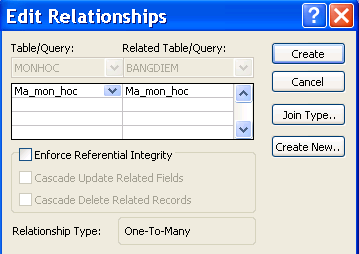 Edit Relationships
Table/Query: Related Table/Query: Create
MONHOC BANGDIEM
Cancel
Ma_mon_hoc Ma_mon_hoc
Join Type..
Create New..
Enforce Referential Integrity
Cascade Update Related Fields
Cascade Delete Related Records
Relationship Type: One-To-Many